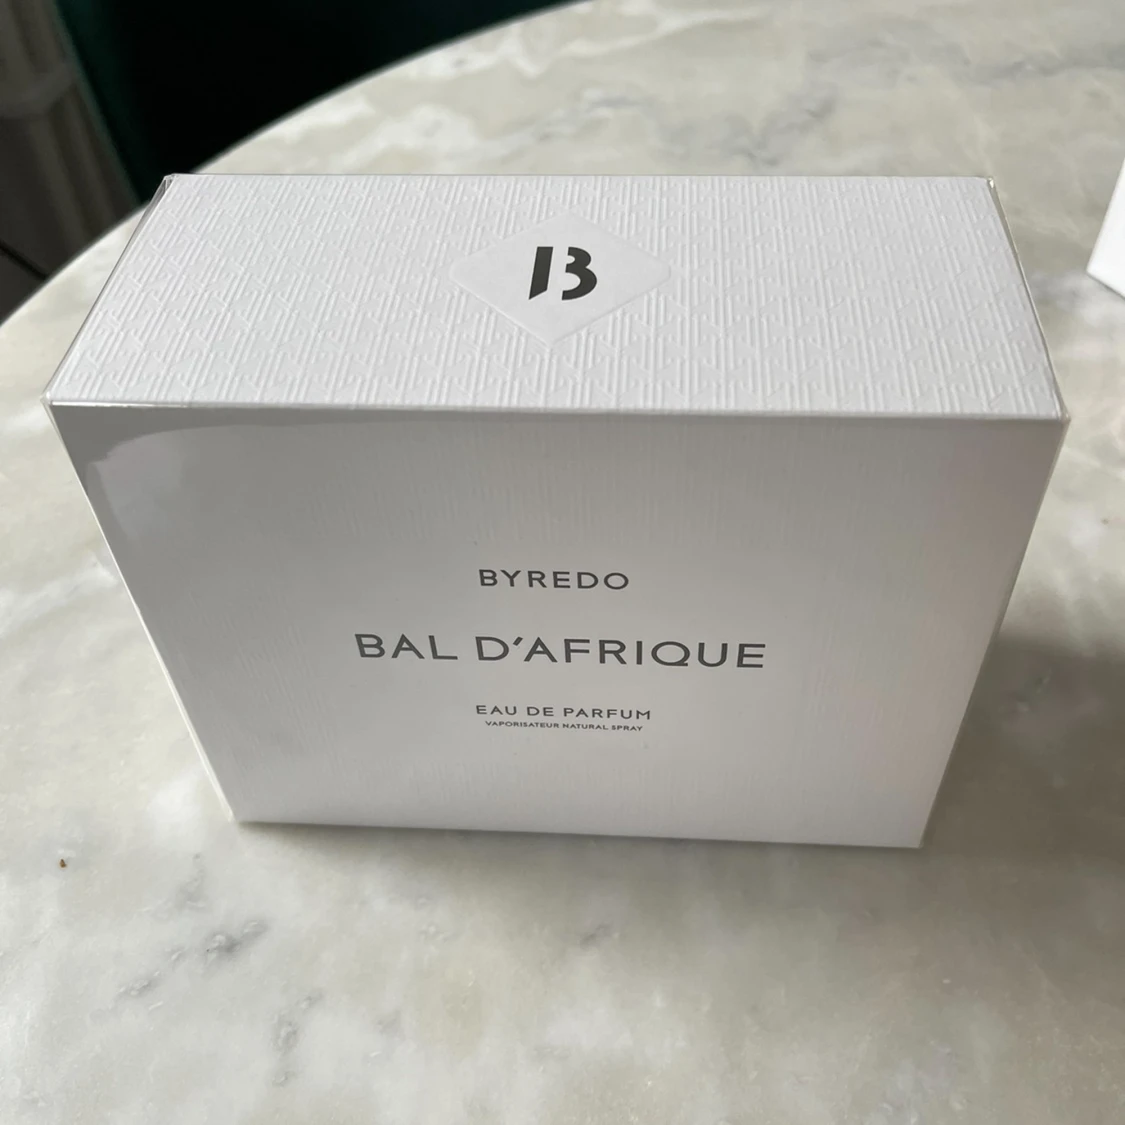 B
BYREDO
BAL D'AFRIQUE
EAU DE PARFUM
VAPORISATEUR NATURAL SPRAY